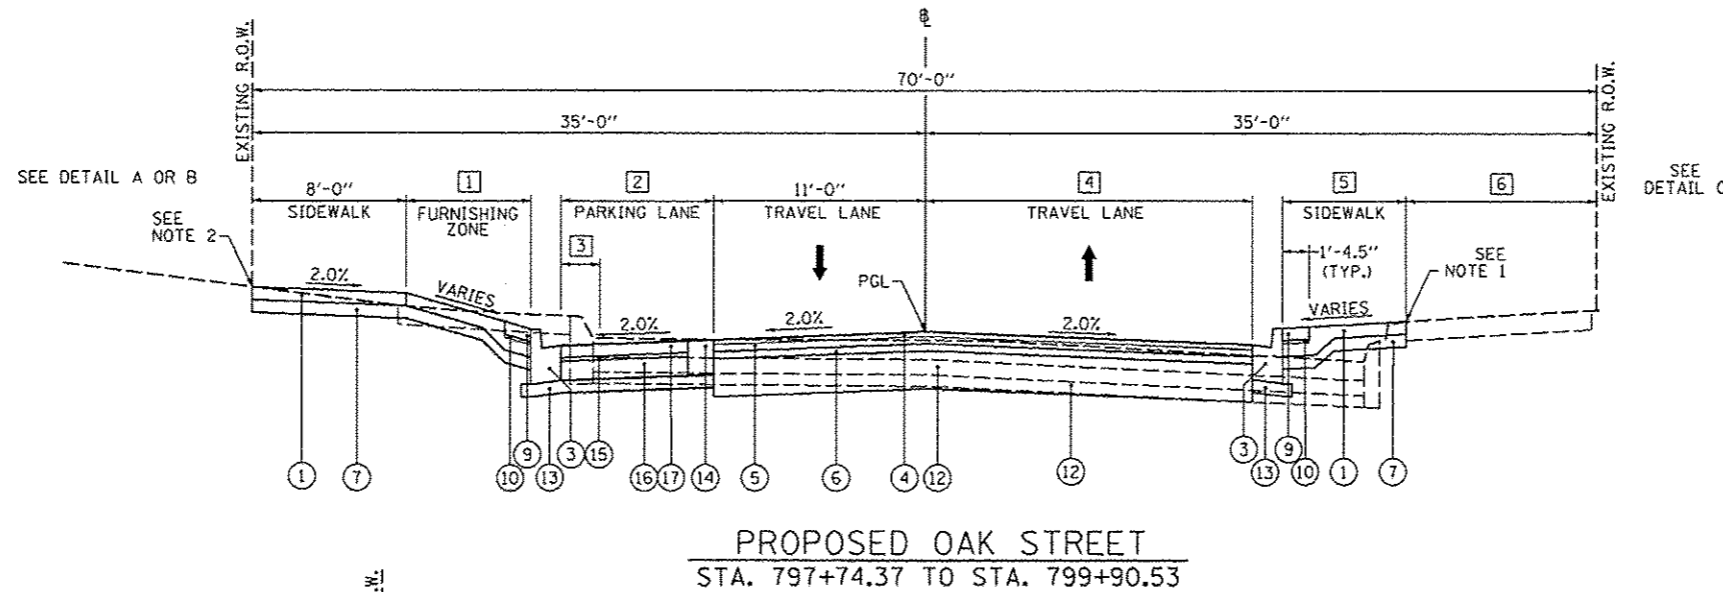 ℄
70'-0"
35'-0" 35'-0"
EXISTING R.O.W.
EXISTING R.O.W.
SEE DETAIL A OR B
SEE
DETAIL C
8'-0" 1 2 11'-0" 4 5 6
SIDEWALK FURNISHING ZONE PARKING LANE TRAVEL LANE TRAVEL LANE SIDEWALK
SEE
NOTE 2
3
1'-4.5"
(TYP.)
SEE
NOTE 1
PGL
2.0% VARIES 2.0% 2.0% 2.0% VARIES
1 7 10 9 13 3 15 16 17 14 5 6 4 12 12 3 13 9 10 1 7
PROPOSED OAK STREET
STA. 797+74.37 TO STA. 799+90.53
W.